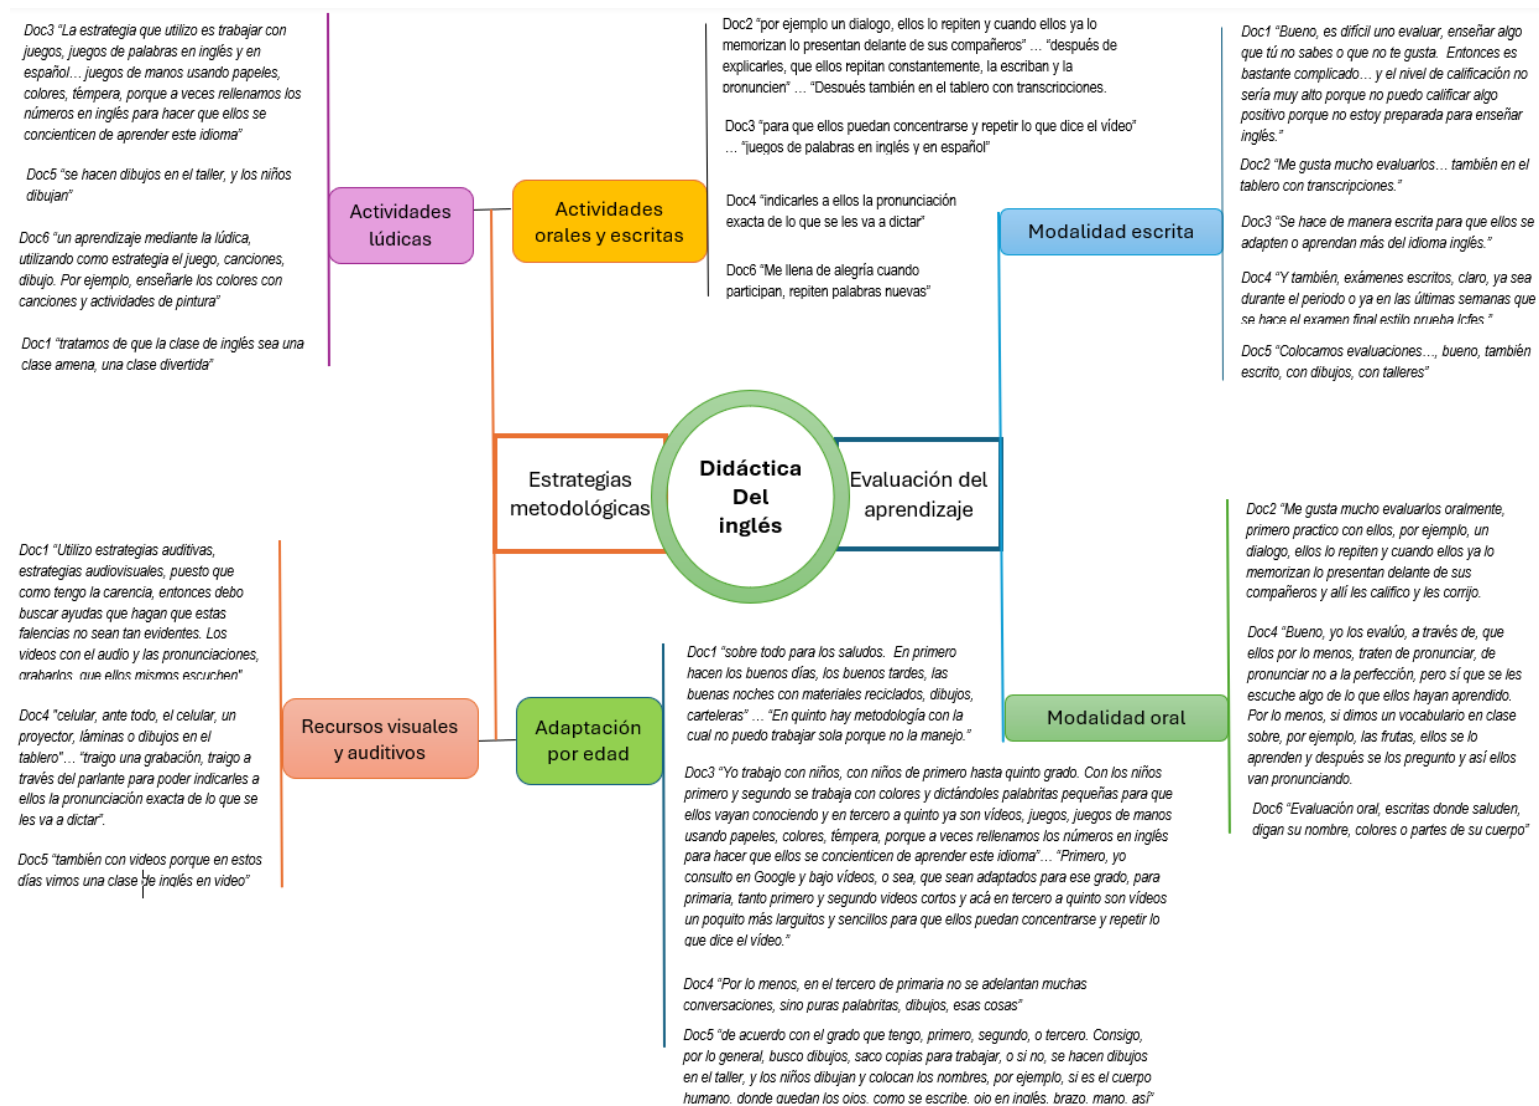 Doc3 “La estrategia que utilizo es trabajar con
juegos, juegos de palabras en inglés y en
español… juegos de manos usando papeles,
colores, témpera, porque a veces rellenamos los
números en inglés para hacer que ellos se
concienticen de aprender este idioma”
Doc5 “se hacen dibujos en el taller, y los niños
dibujan”
Doc6 “un aprendizaje mediante la lúdica,
utilizando como estrategia el juego, canciones,
dibujo. Por ejemplo, enseñarle los colores con
canciones y actividades de pintura”
Doc1 “tratamos de que la clase de inglés sea una
clase amena, una clase divertida”
Actividades
lúdicas
Actividades
orales y escritas
Doc2 “por ejemplo un dialogo, ellos lo repiten y cuando ellos ya lo
memorizan lo presentan delante de sus compañeros” … “después de
explicarles, que ellos repitan constantemente, la escriban y la
pronuncien” … “Después también en el tablero con transcripciones.
Doc3 “para que ellos puedan concentrarse y repetir lo que dice el vídeo”
… “juegos de palabras en inglés y en español”
Doc4 “indicarles a ellos la pronunciación
exacta de lo que se les va a dictar”
Doc6 “Me llena de alegría cuando
participan, repiten palabras nuevas”
Modalidad escrita
Doc1 “Bueno, es difícil uno evaluar, enseñar algo
que tú no sabes o que no te gusta. Entonces es
bastante complicado… y el nivel de calificación no
sería muy alto porque no puedo calificar algo
positivo porque no estoy preparada para enseñar
inglés.”
Doc2 “Me gusta mucho evaluarlos… también en el
tablero con transcripciones.”
Doc3 “Se hace de manera escrita para que ellos se
adapten o aprendan más del idioma inglés.”
Doc4 “Y también, exámenes escritos, claro, ya sea
durante el periodo o ya en las últimas semanas que
se hace el examen final estilo prueba Icfes.”
Doc5 “Colocamos evaluaciones…, bueno, también
escrito, con dibujos, con talleres”
Estrategias
metodológicas
Didáctica
Del
inglés
Evaluación del
aprendizaje
Doc1 “Utilizo estrategias auditivas,
estrategias audiovisuales, puesto que
como tengo la carencia, entonces debo
buscar ayudas que hagan que estas
falencias no sean tan evidentes. Los
videos con el audio y las pronunciaciones,
grabarlos, que ellos mismos escuchen"
Doc4 "celular, ante todo, el celular, un
proyector, láminas o dibujos en el
tablero"… “traigo una grabación, traigo a
través del parlante para poder indicarles a
ellos la pronunciación exacta de lo que se
les va a dictar”.
Doc5 “también con videos porque en estos
días vimos una clase de inglés en video”
Recursos visuales
y auditivos
Adaptación
por edad
Doc1 “sobre todo para los saludos. En primero
hacen los buenos días, los buenos tardes, las
buenas noches con materiales reciclados, dibujos,
carteleras” … “En quinto hay metodología con la
cual no puedo trabajar sola porque no la manejo.”
Doc3 “Yo trabajo con niños, con niños de primero hasta quinto grado. Con los niños
primero y segundo se trabaja con colores y dictándoles palabritas pequeñas para que
ellos vayan conociendo y en tercero a quinto ya son vídeos, juegos, juegos de manos
usando papeles, colores, témpera, porque a veces rellenamos los números en inglés
para hacer que ellos se concienticen de aprender este idioma”… “Primero, yo
consulto en Google y bajo vídeos, o sea, que sean adaptados para ese grado, para
primaria, tanto primero y segundo videos cortos y acá en tercero a quinto son vídeos
un poquito más larguitos y sencillos para que ellos puedan concentrarse y repetir lo
que dice el vídeo.”
Doc4 “Por lo menos, en el tercero de primaria no se adelantan muchas
conversaciones, sino puras palabritas, dibujos, esas cosas”
Doc5 “de acuerdo con el grado que tengo, primero, segundo, o tercero. Consigo,
por lo general, busco dibujos, saco copias para trabajar, o si no, se hacen dibujos
en el taller, y los niños dibujan y colocan los nombres, por ejemplo, si es el cuerpo
humano, donde quedan los ojos, como se escribe, ojo en inglés, brazo, mano, así”
Modalidad oral
Doc2 “Me gusta mucho evaluarlos oralmente,
primero practico con ellos, por ejemplo, un
dialogo, ellos lo repiten y cuando ellos ya lo
memorizan lo presentan delante de sus
compañeros y allí les califico y les corrijo.
Doc4 “Bueno, yo los evalúo, a través de, que
ellos por lo menos, traten de pronunciar, de
pronunciar no a la perfección, pero sí que se les
escuche algo de lo que ellos hayan aprendido.
Por lo menos, si dimos un vocabulario en clase
sobre, por ejemplo, las frutas, ellos se lo
aprenden y después se los pregunto y así ellos
van pronunciando.
Doc6 “Evaluación oral, escritas donde saluden,
digan su nombre, colores o partes de su cuerpo”